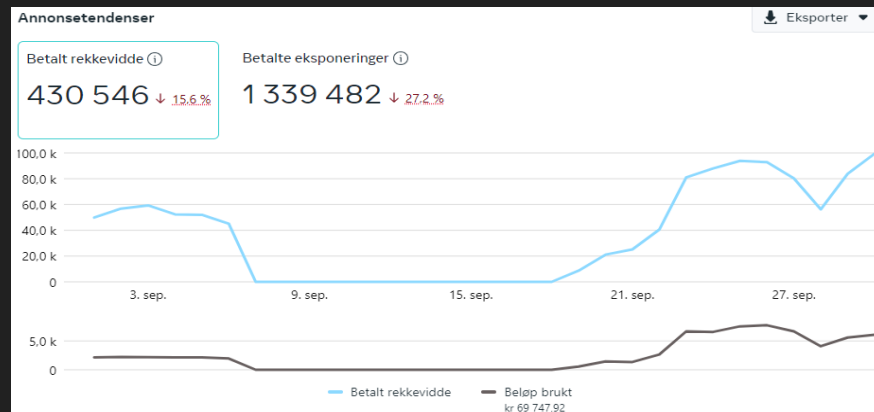 Annonsetendenser
Eksporter
Betalt rekkevidde
430 546 ↓ 15,6 %
Betalte eksponeringer
1 339 482 ↓ 27,2 %
100,0 k
80,0 k
60,0 k
40,0 k
20,0 k
0
3. sep. 9. sep. 15. sep. 21. sep. 27. sep.
5,0 k
0
Betalt rekkevidde Beløp brukt
kr 69 747,92